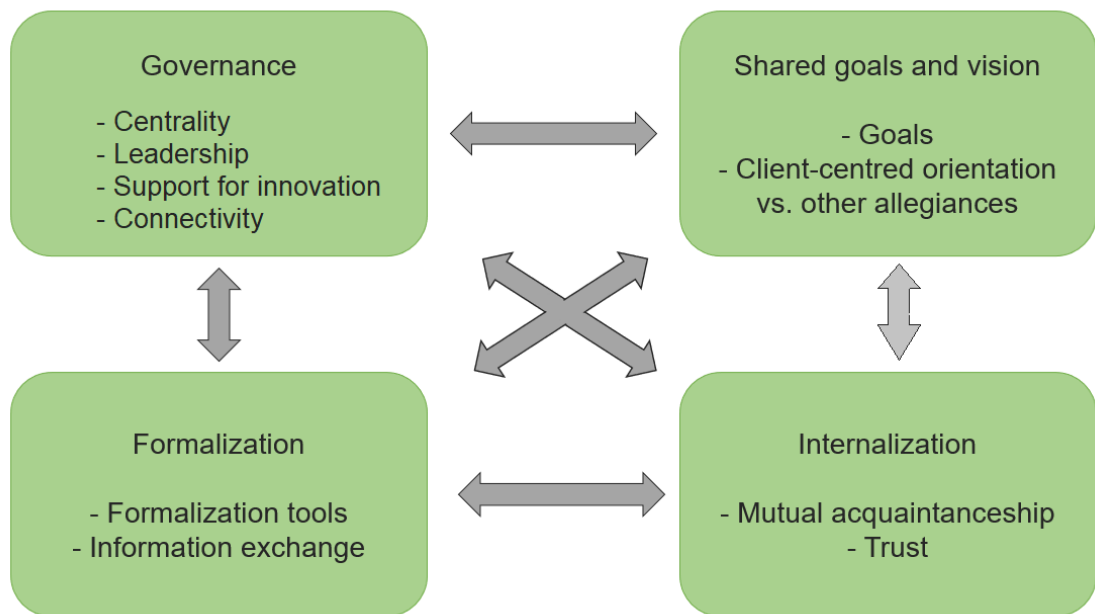 Governance
- Centrality
- Leadership
- Support for innovation
- Connectivity
Shared goals and vision
- Goals
- Client-centred orientation
vs. other allegiances
Formalization
- Formalization tools
- Information exchange
Internalization
- Mutual acquaintanceship
- Trust